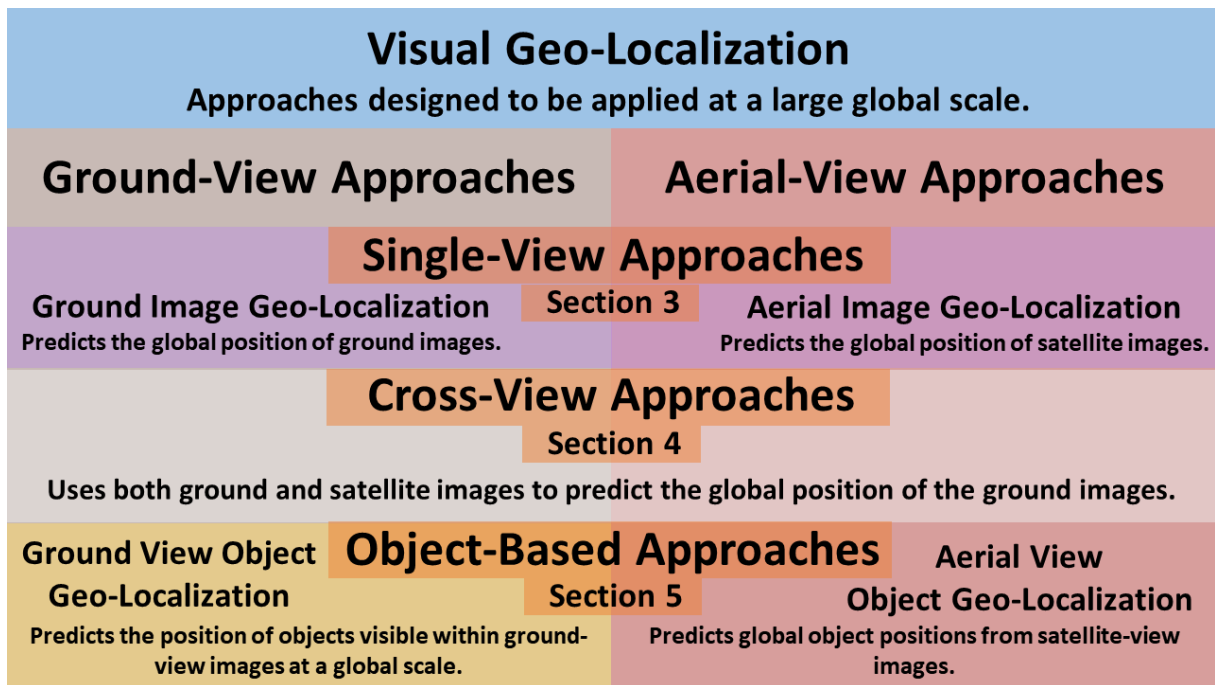 Visual Geo-Localization
Approaches designed to be applied at a large global scale.
Ground-View Approaches
Aerial-View Approaches
Single-View Approaches
Section 3
Ground Image Geo-Localization
Predicts the global position of ground images.
Aerial Image Geo-Localization
Predicts the global position of satellite images.
Cross-View Approaches
Section 4
Uses both ground and satellite images to predict the global position of the ground images.
Object-Based Approaches
Section 5
Ground View Object
Geo-Localization
Predicts the position of objects visible within ground-
view images at a global scale.
Aerial View
Object Geo-Localization
Predicts global object positions from satellite-view
images.